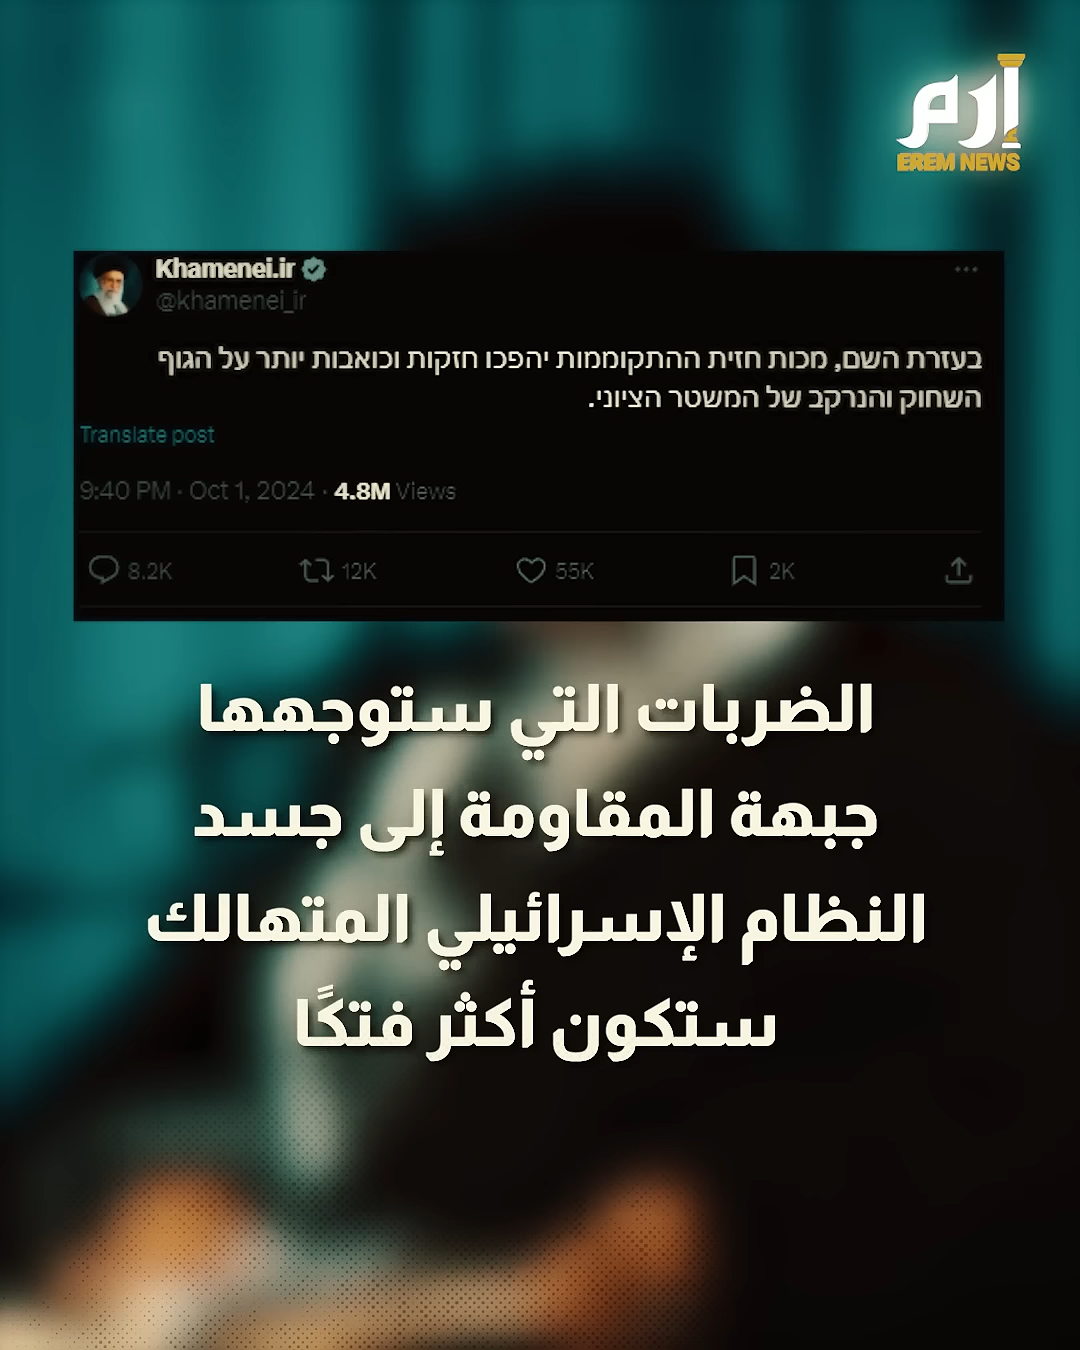 إرم
EREM NEWS
Khamenei.ir
@khamenei_ir
בעזרת השם, מכות חזית ההתקוממות יהפכו חזקות וכואבות יותר על הגוף
השחוק והנרקב של המשטר הציוני.
Translate post
9:40 PM · Oct 1, 2024 · 4.8M Views
8.2K 12K 55K 2K
الضربات التي ستوجهها
جبهة المقاومة إلى جسد
النظام الإسرائيلي المتهالك
ستكون أكثر فتكًا